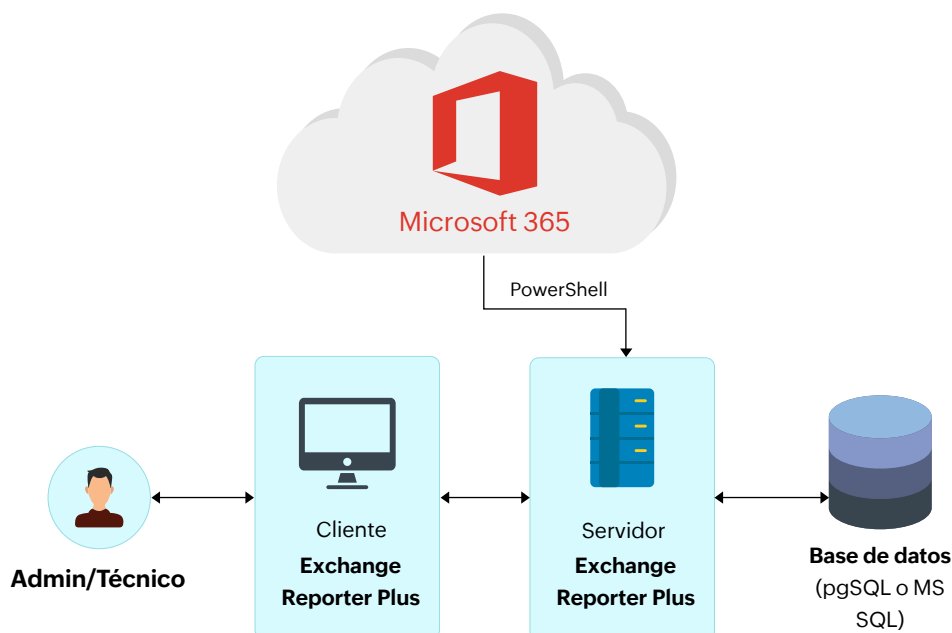 Microsoft 365
PowerShell
Cliente
Exchange
Reporter Plus
Servidor
Exchange
Reporter Plus
Admin/Técnico
Base de datos
(pgSQL o MS
SQL)